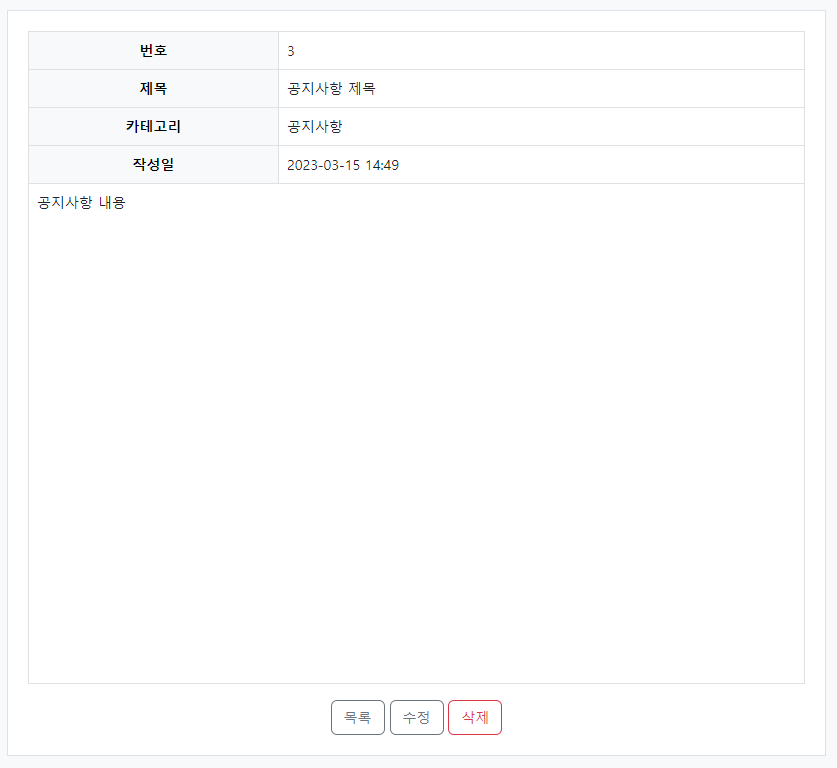 번호 3
제목 공지사항 제목
카테고리 공지사항
작성일 2023-03-15 14:49
공지사항 내용
목록 수정 삭제